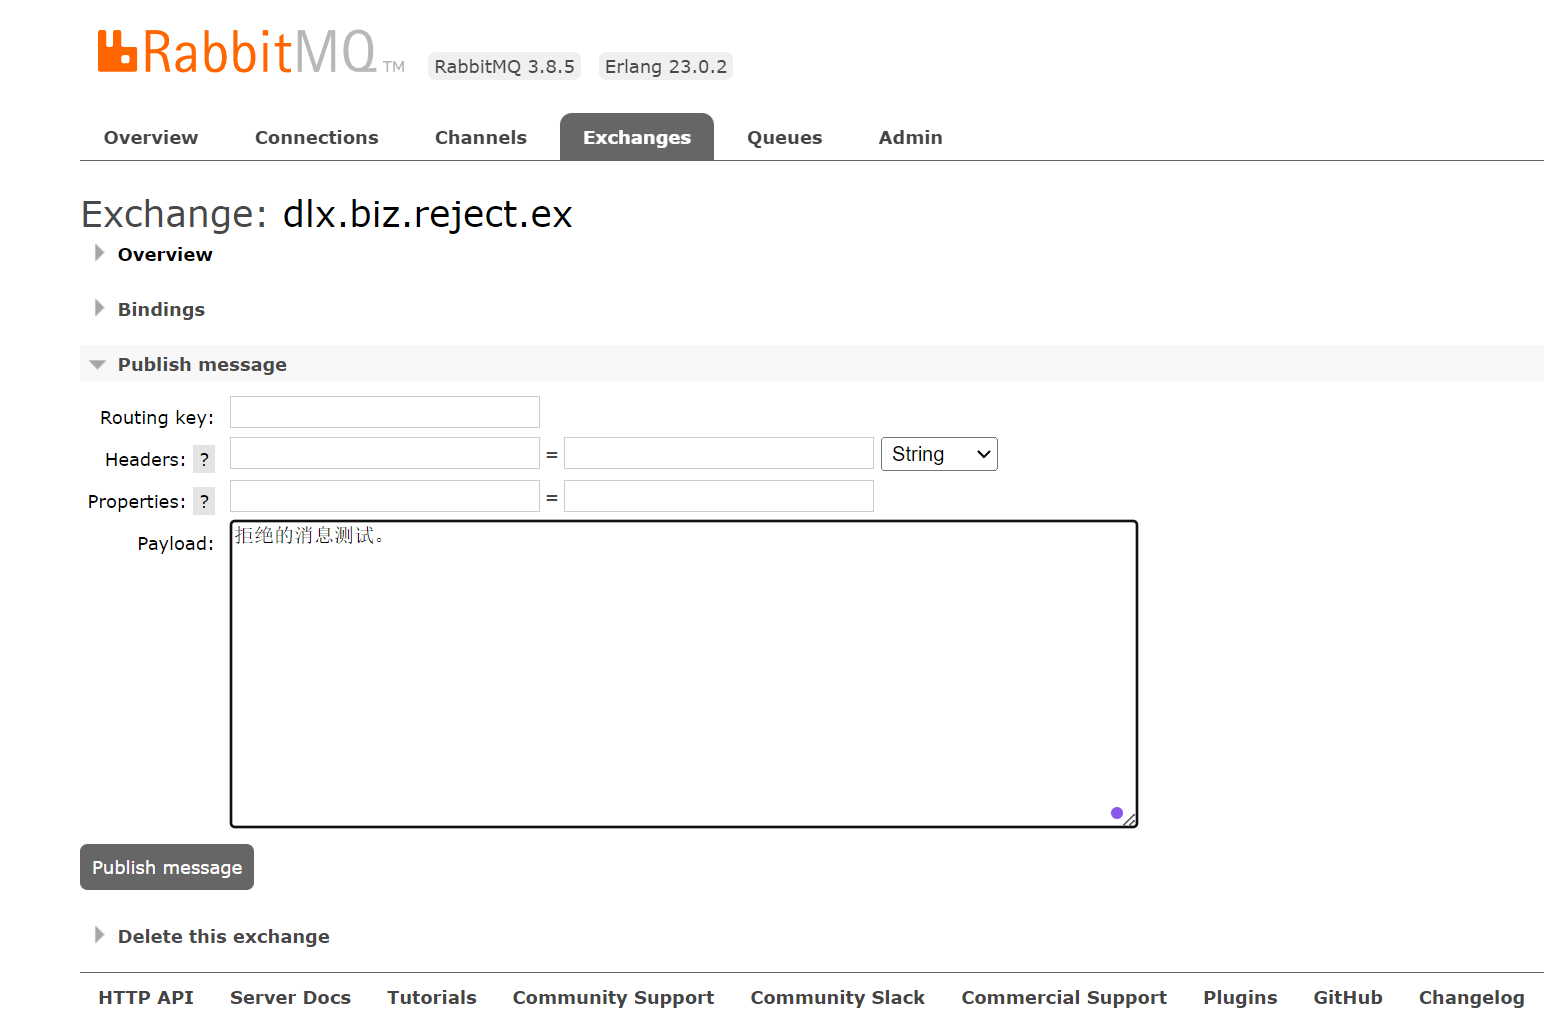 RabbitMQ TM RabbitMQ 3.8.5 Erlang 23.0.2
Overview Connections Channels Exchanges Queues Admin
Exchange: dlx.biz.reject.ex
Overview
Bindings
Publish message
Routing key:
Headers: ? = String
Properties: ? =
Payload: 拒绝的消息测试。
Publish message
Delete this exchange
HTTP API Server Docs Tutorials Community Support Community Slack Commercial Support Plugins GitHub Changelog